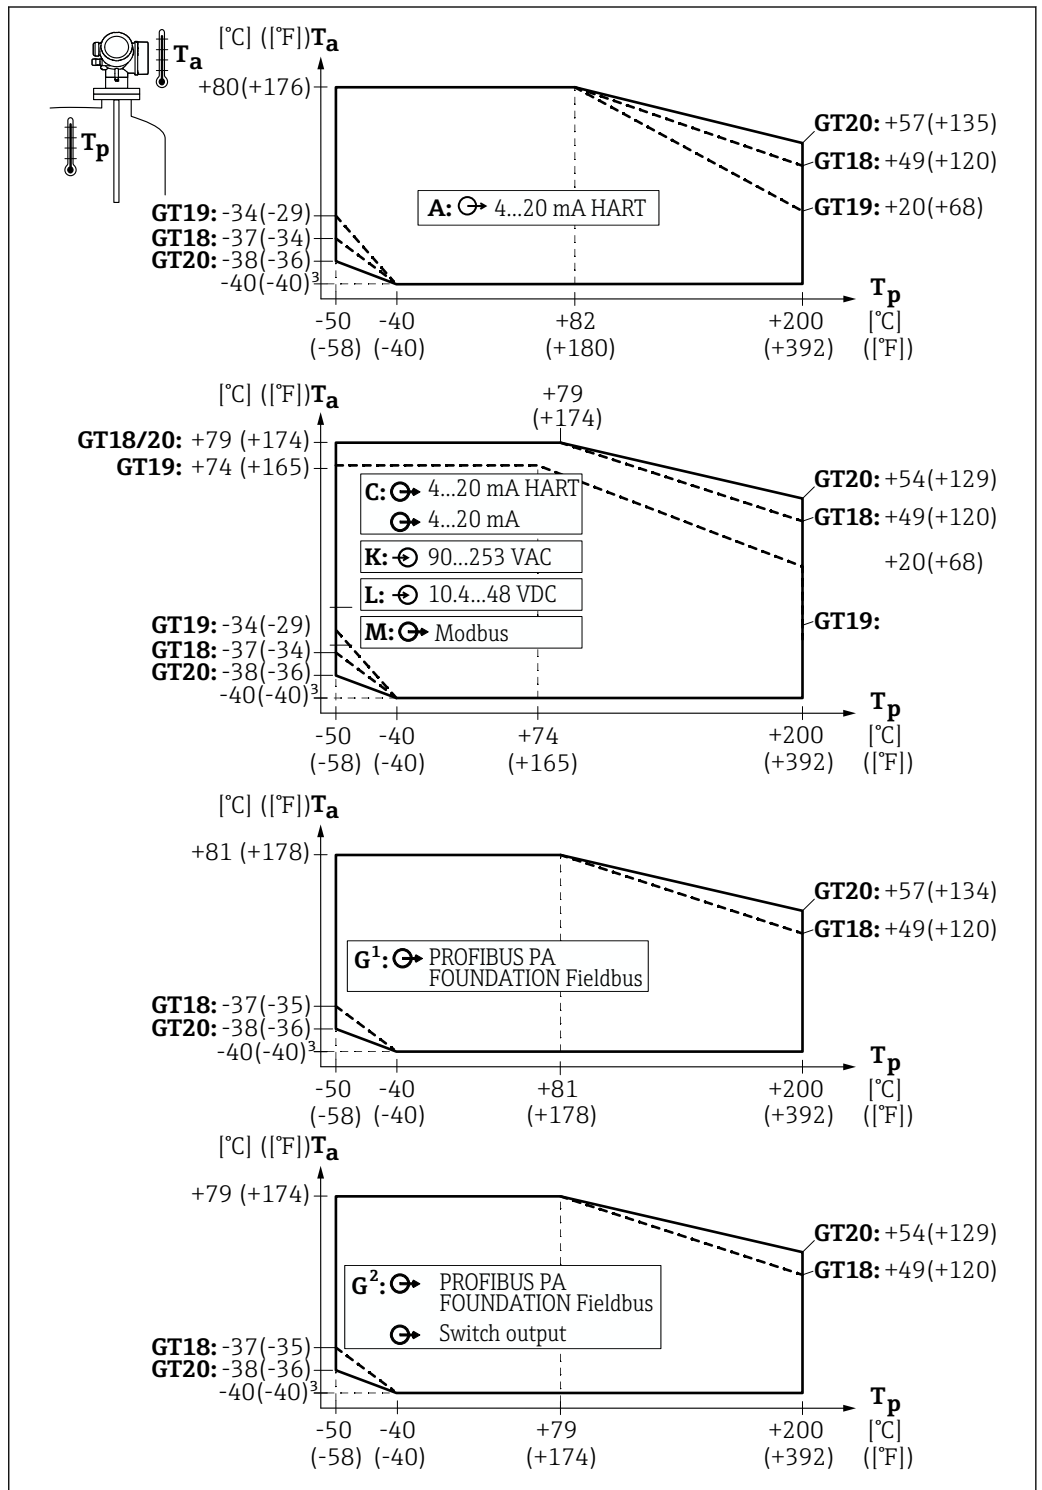 [°C] ([°F]) Ta
Ta
Tp
+80(+176)
GT20: +57(+135)
GT18: +49(+120)
GT19: +20(+68)
A: 4...20 mA HART
GT19: -34(-29)
GT18: -37(-34)
GT20: -38(-36)
-40(-40)³
Tp
-50 -40 +82 +200 [°C]
(-58) (-40) (+180) (+392) ([°F])
[°C] ([°F]) Ta
+79
(+174)
GT18/20: +79 (+174)
GT19: +74 (+165)
GT20: +54(+129)
GT18: +49(+120)
+20(+68)
GT19:
C: 4...20 mA HART
4...20 mA
K: 90...253 VAC
L: 10.4...48 VDC
M: Modbus
GT19: -34(-29)
GT18: -37(-34)
GT20: -38(-36)
-40(-40)³
Tp
-50 -40 +74 +200 [°C]
(-58) (-40) (+165) (+392) ([°F])
[°C] ([°F]) Ta
+81 (+178)
GT20: +57(+134)
GT18: +49(+120)
G¹: PROFIBUS PA
FOUNDATION Fieldbus
GT18: -37(-35)
GT20: -38(-36)
-40(-40)³
Tp
-50 -40 +81 +200 [°C]
(-58) (-40) (+178) (+392) ([°F])
[°C] ([°F]) Ta
+79 (+174)
GT20: +54(+129)
GT18: +49(+120)
G²: PROFIBUS PA
FOUNDATION Fieldbus
Switch output
GT18: -37(-35)
GT20: -38(-36)
-40(-40)³
Tp
-50 -40 +79 +200 [°C]
(-58) (-40) (+174) (+392) ([°F])